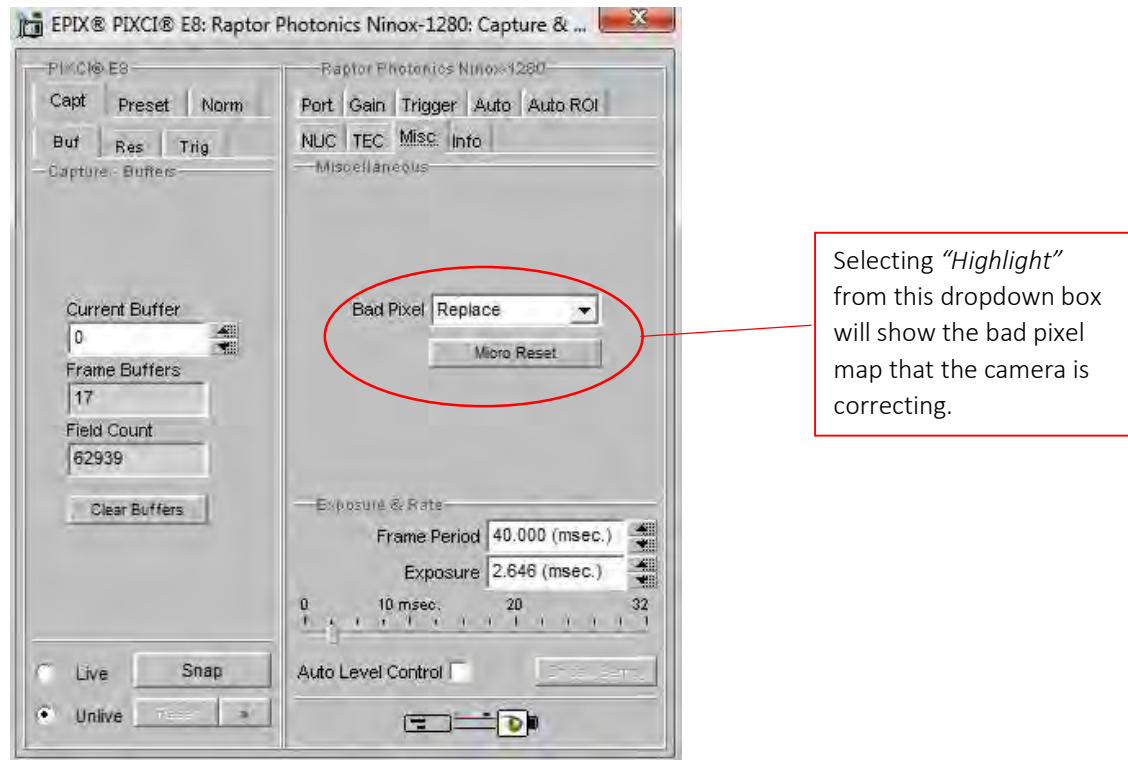 EPIX® PIXCI® E8: Raptor Photonics Ninox-1280: Capture & ...
PIXCI® E8
Capt Preset Norm
Buf Res Trig
Capture - Buffers
Current Buffer
0
Frame Buffers
17
Field Count
62939
Clear Buffers
Live Snap
Unlive Reset »
Raptor Photonics Ninox-1280
Port Gain Trigger Auto Auto ROI
NUC TEC Misc Info
Miscellaneous
Bad Pixel Replace
Micro Reset
Exposure & Rate
Frame Period 40.000 (msec.)
Exposure 2.646 (msec.)
0 10 msec. 20 32
Auto Level Control
Selecting “Highlight”
from this dropdown box
will show the bad pixel
map that the camera is
correcting.